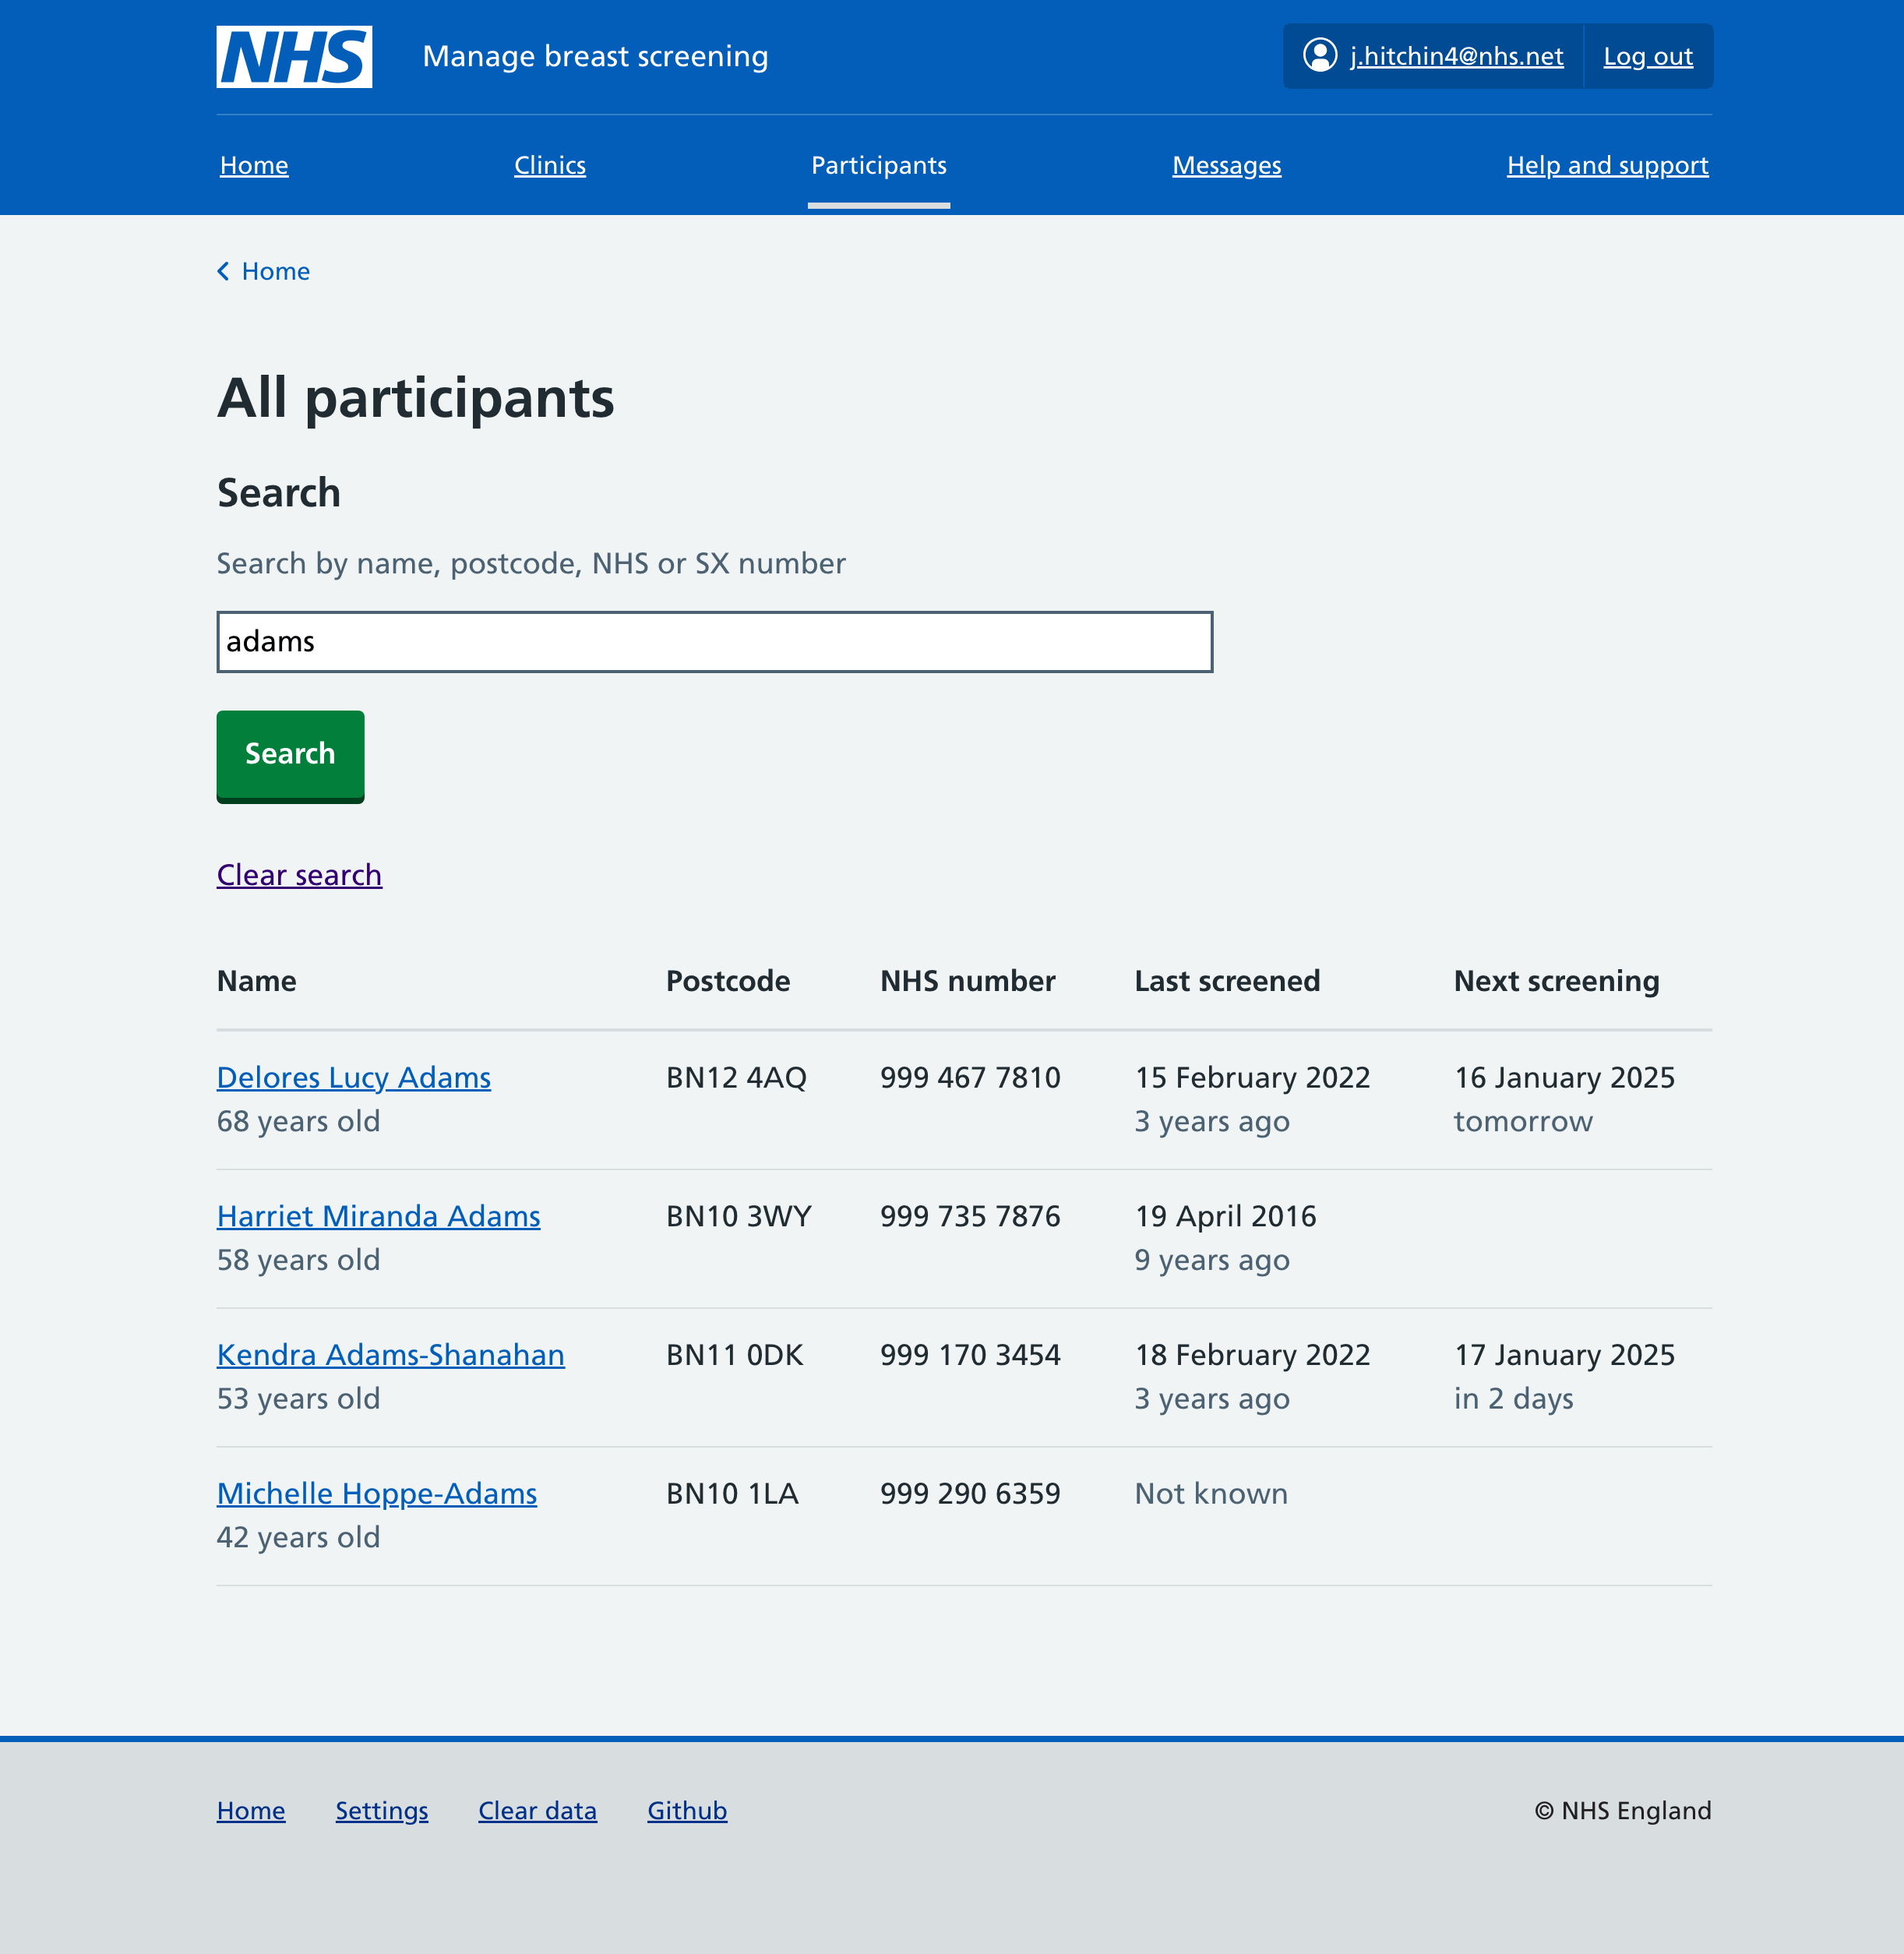 NHS Manage breast screening j.hitchin4@nhs.net Log out
Home Clinics Participants Messages Help and support
Home
All participants
Search
Search by name, postcode, NHS or SX number
adams
Search
Clear search
Name Postcode NHS number Last screened Next screening
Delores Lucy Adams BN12 4AQ 999 467 7810 15 February 2022 16 January 2025
68 years old 3 years ago tomorrow
Harriet Miranda Adams BN10 3WY 999 735 7876 19 April 2016
58 years old 9 years ago
Kendra Adams-Shanahan BN11 0DK 999 170 3454 18 February 2022 17 January 2025
53 years old 3 years ago in 2 days
Michelle Hoppe-Adams BN10 1LA 999 290 6359 Not known
42 years old
Home Settings Clear data Github © NHS England